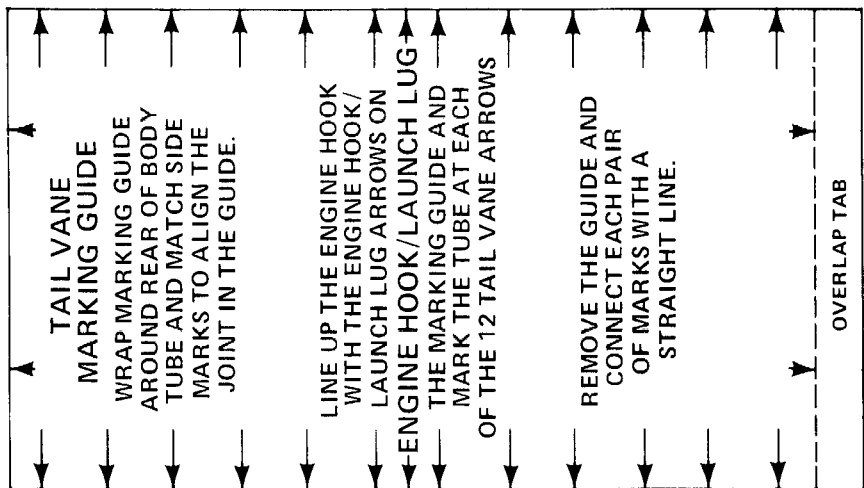 TAIL VANE
MARKING GUIDE
WRAP MARKING GUIDE
AROUND REAR OF BODY
TUBE AND MATCH SIDE
MARKS TO ALIGN THE
JOINT IN THE GUIDE.
LINE UP THE ENGINE HOOK
WITH THE ENGINE HOOK/
LAUNCH LUG ARROWS ON
ENGINE HOOK/LAUNCH LUG
THE MARKING GUIDE AND
MARK THE TUBE AT EACH
OF THE 12 TAIL VANE ARROWS
REMOVE THE GUIDE AND
CONNECT EACH PAIR
OF MARKS WITH A
STRAIGHT LINE.
OVERLAP TAB